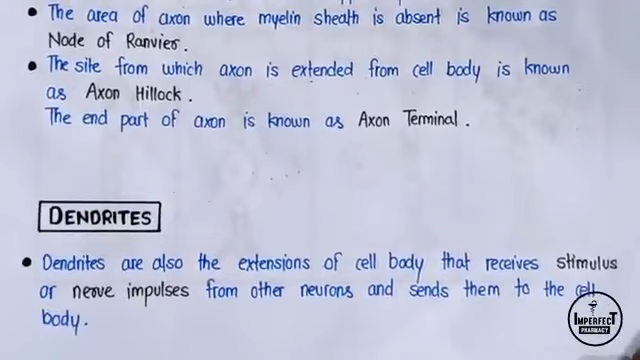 The area of axon where myelin sheath is absent is known as
Node of Ranvier.
The site from which axon is extended from cell body is known
as Axon Hillock.
The end part of axon is known as Axon Terminal.
DENDRITES
Dendrites are also the extensions of cell body that receives stimulus
or nerve impulses from other neurons and sends them to the cell
body.
IMPERFECT
PHARMACY